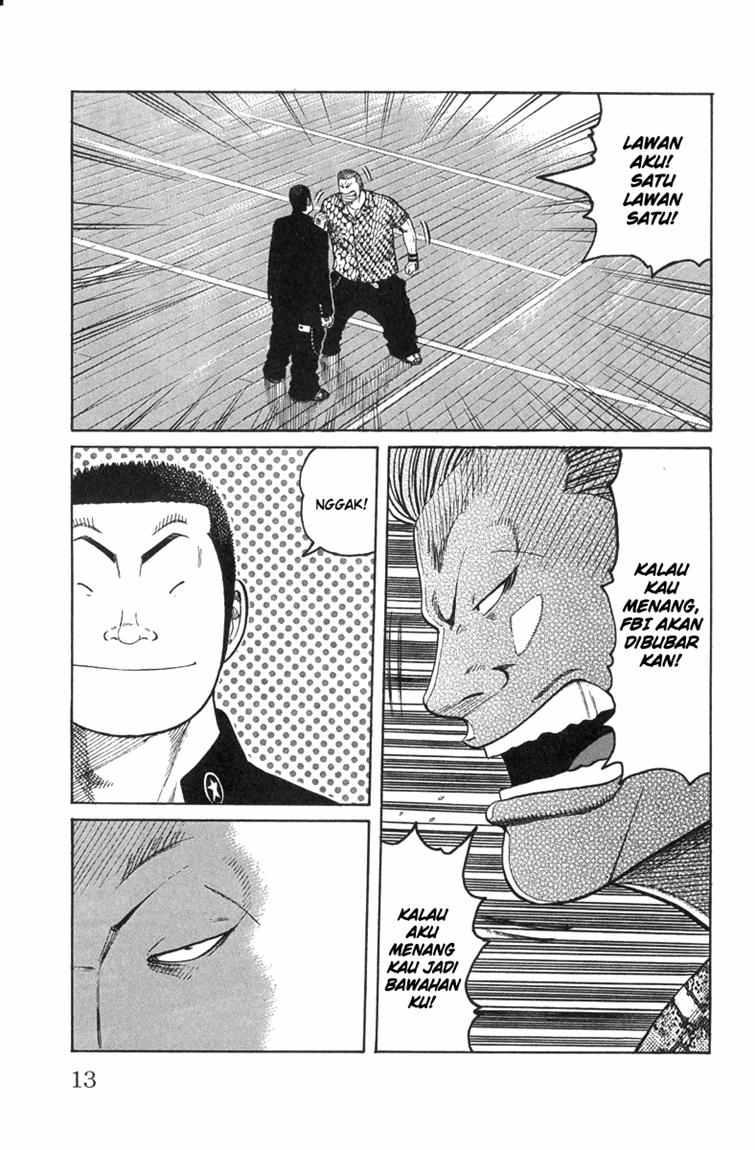 LAWAN
AKU!
SATU
LAWAN
SATU!
KALAU
KAU
MENANG,
FBI AKAN
DIBUBAR
KAN!
KALAU
AKU
MENANG
KAU JADI
BAWAHAN
KU!
NGGAK!
13